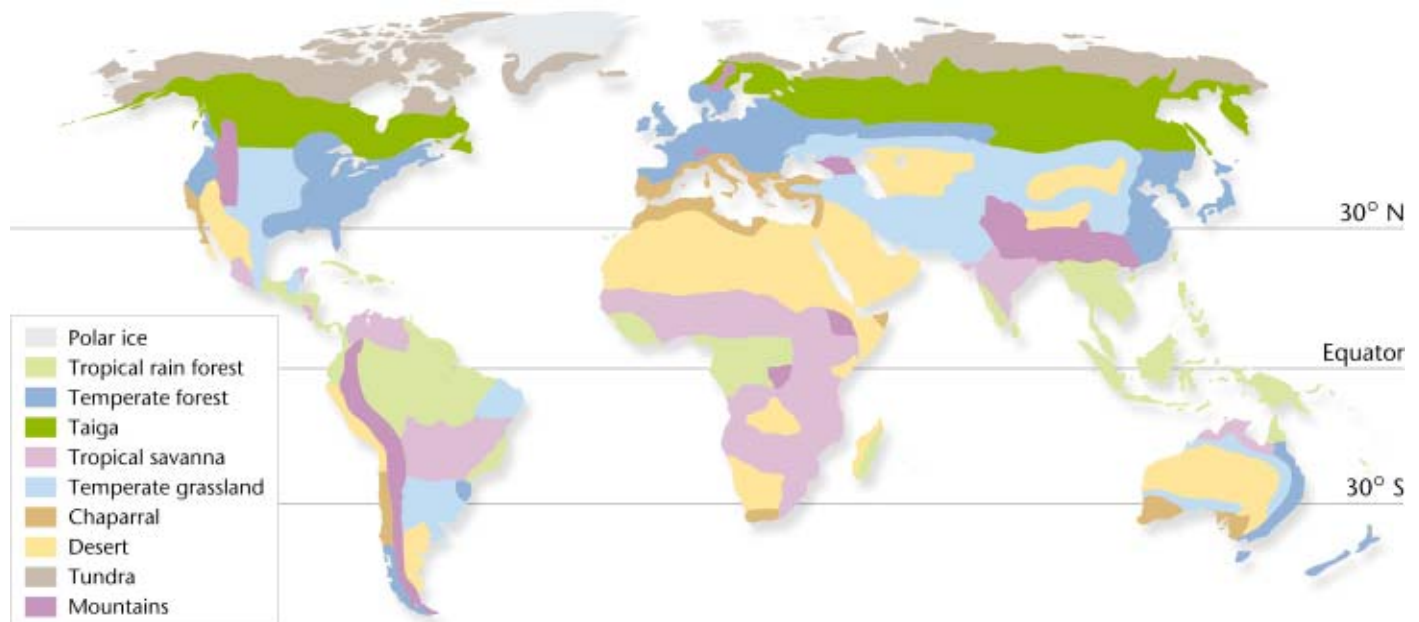 30° N
Equator
30° S
Polar ice
Tropical rain forest
Temperate forest
Taiga
Tropical savanna
Temperate grassland
Chaparral
Desert
Tundra
Mountains